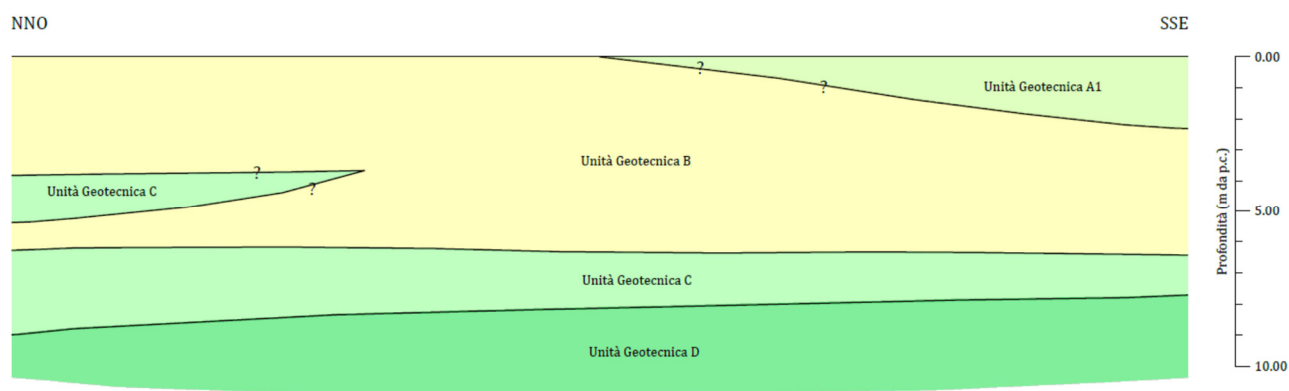 NNO
SSE
0.00
?
?
Unità Geotecnica A1
Unità Geotecnica B
?
Unità Geotecnica C
?
5.00
Profondità (m da p.c.)
Unità Geotecnica C
Unità Geotecnica D
10.00